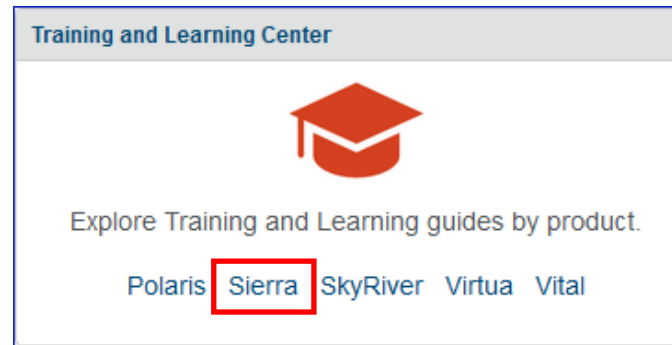 Training and Learning Center
Explore Training and Learning guides by product.
Polaris Sierra SkyRiver Virtua Vital